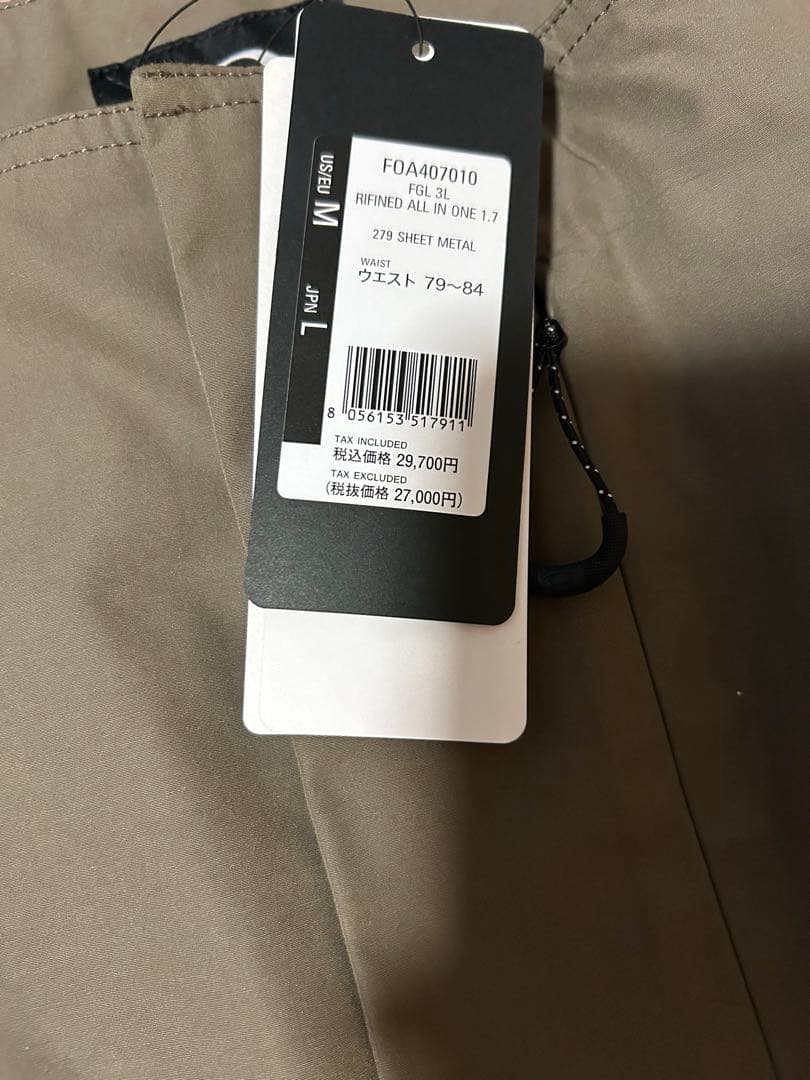 US/EU M
JPN L
FOA407010
FGL 3L
RIFINED ALL IN ONE 1.7
279 SHEET METAL
WAIST
ウエスト 79〜84
8 056153 517911
TAX INCLUDED
税込価格 29,700円
TAX EXCLUDED
(税抜価格 27,000円)